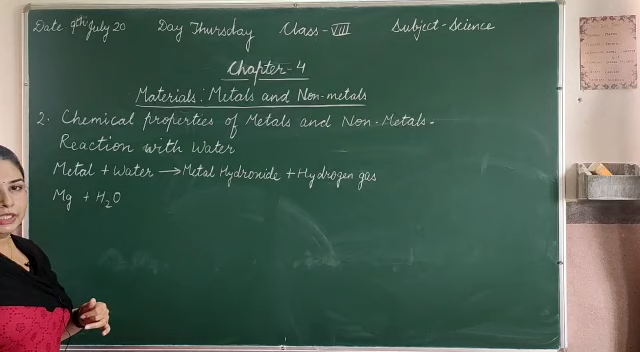 Date 9th July 20 Day Thursday Class-VIII Subject-Science
Chapter-4
Materials: Metals and Non-metals
2. Chemical properties of Metals and Non-Metals.
Reaction with Water
Metal + Water → Metal Hydroxide + Hydrogen gas
Mg + H₂O